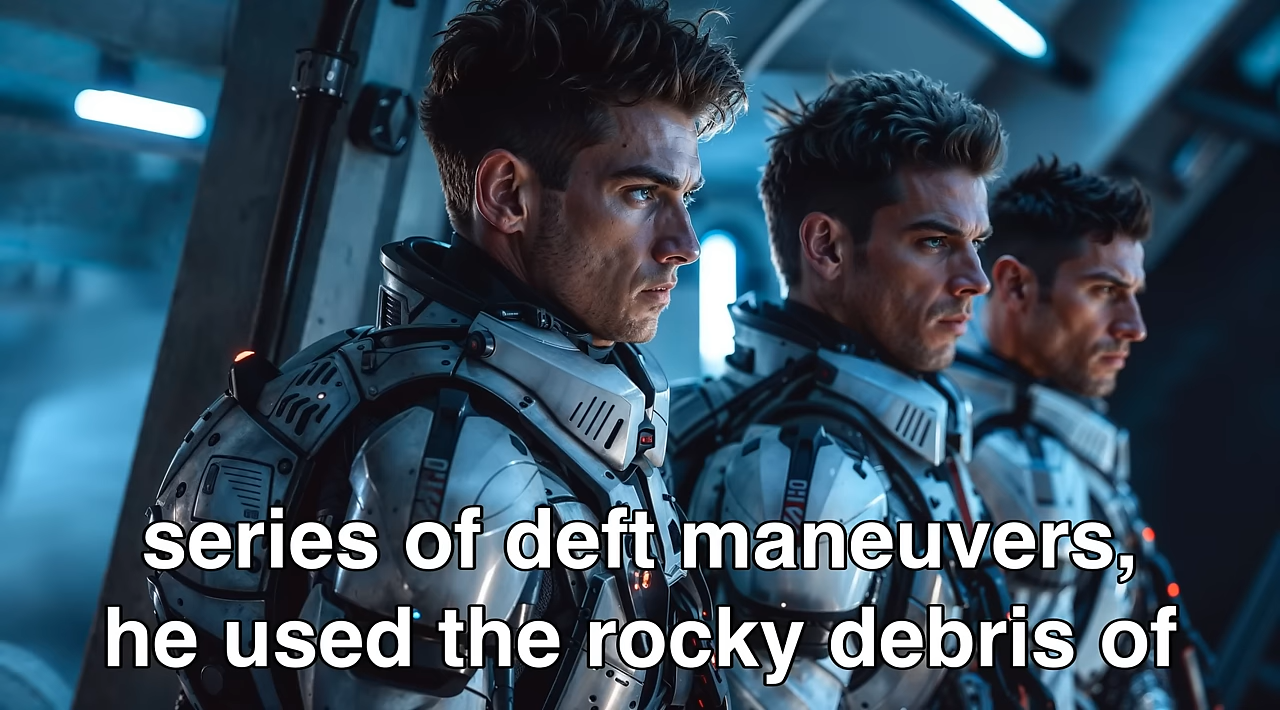 series of deft maneuvers,
he used the rocky debris of